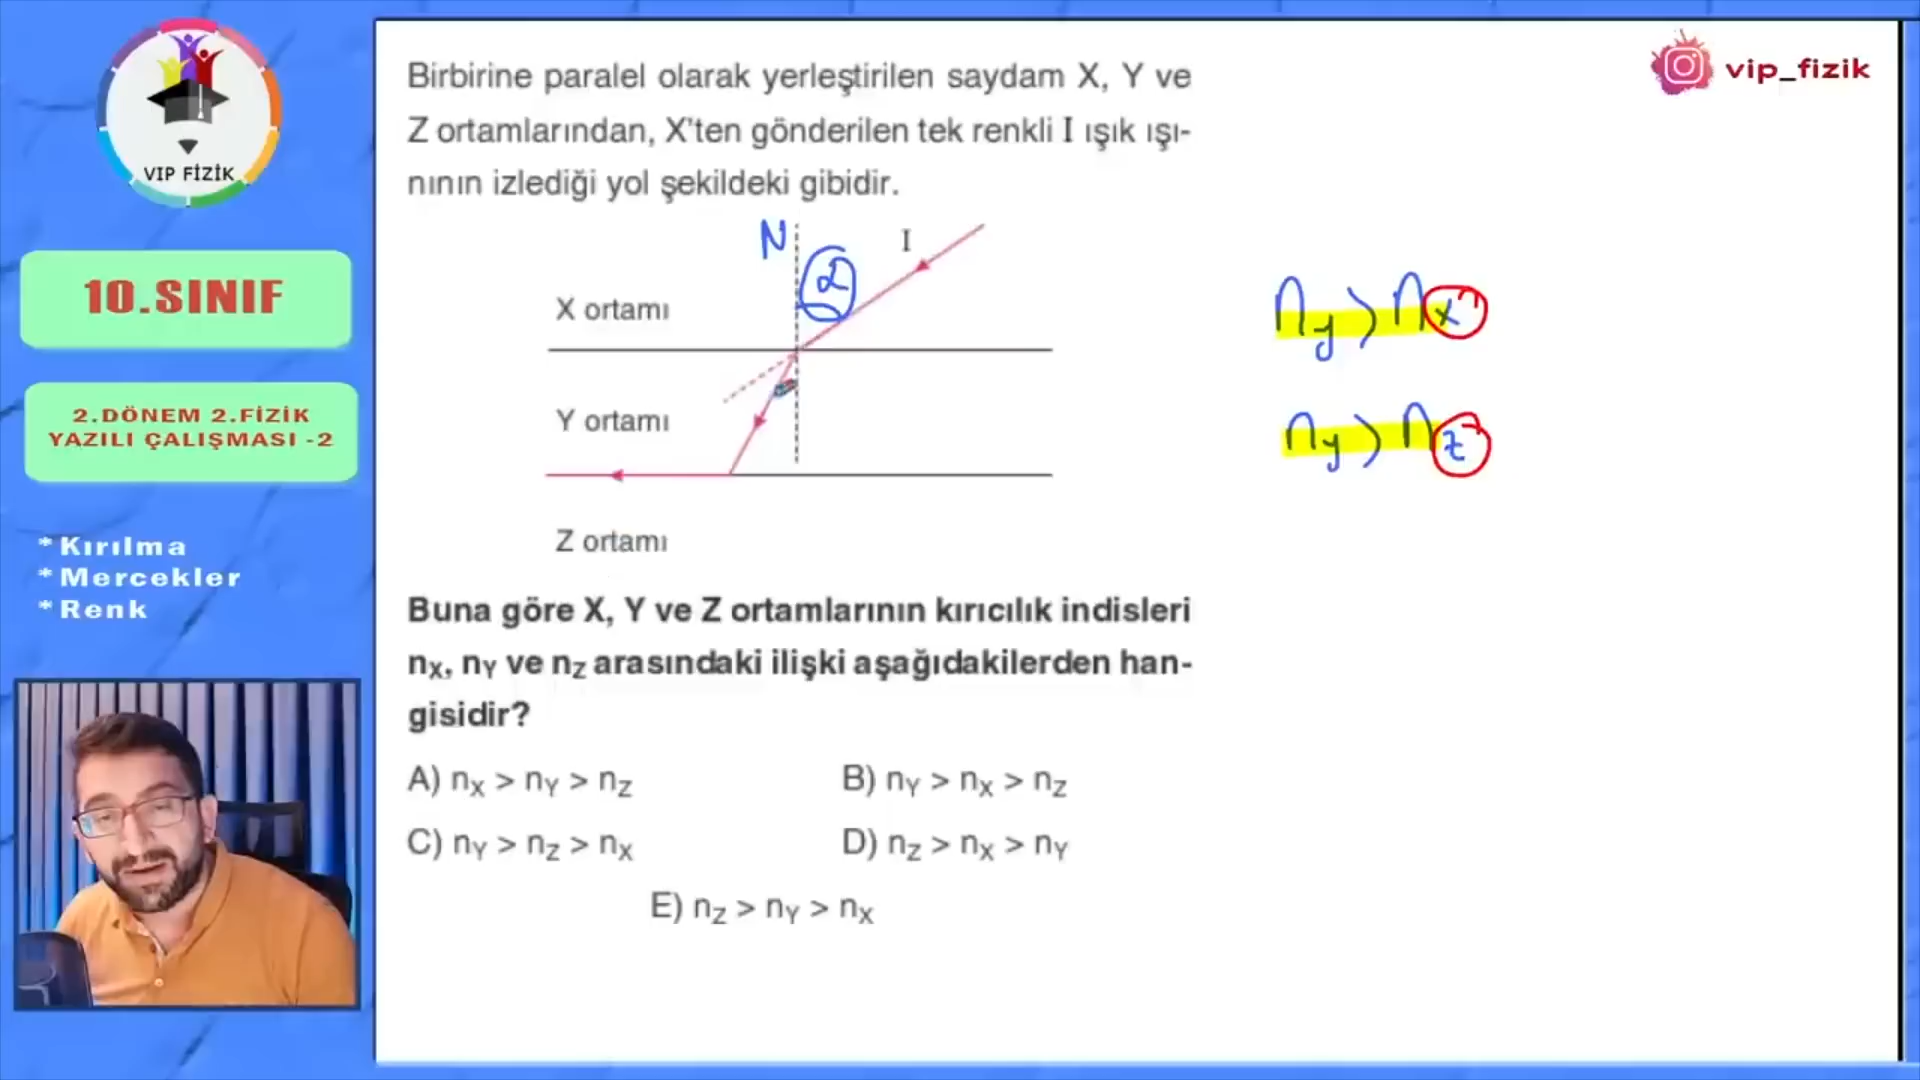 VIP FİZİK
10.SINIF
2.DÖNEM 2.FİZİK
YAZILI ÇALIŞMASI -2
* Kırılma
* Mercekler
* Renk
vip_fizik
Birbirine paralel olarak yerleştirilen saydam X, Y ve
Z ortamlarından, X'ten gönderilen tek renkli I ışık ışı-
nının izlediği yol şekildeki gibidir.
N
I
X ortamı
Y ortamı
Z ortamı
ny > nx
ny > nz
Buna göre X, Y ve Z ortamlarının kırıcılık indisleri
nX, nY ve nZ arasındaki ilişki aşağıdakilerden han-
gisidir?
A) nX > nY > nZ
B) nY > nX > nZ
C) nY > nZ > nX
D) nZ > nX > nY
E) nZ > nY > nX